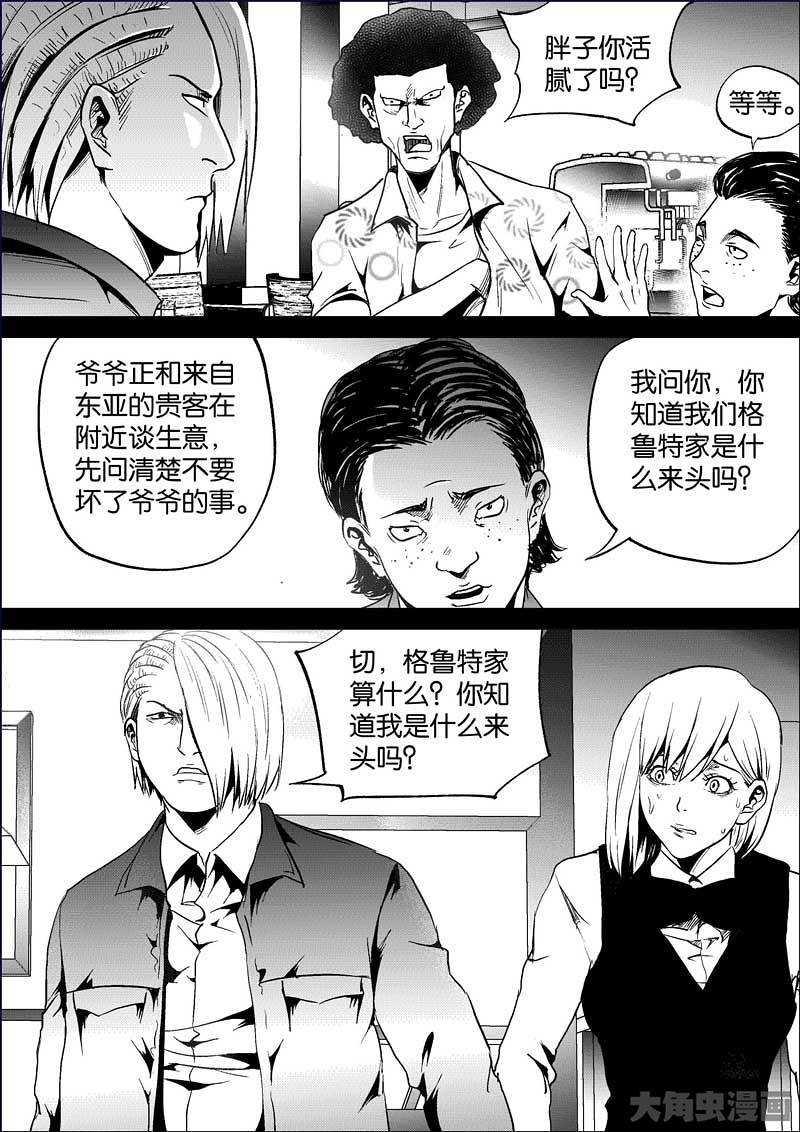 胖子你活
腻了吗？
等等。
爷爷正和来自
东亚的贵客在
附近谈生意，
先问清楚不要
坏了爷爷的事。
我问你，你
知道我们格
鲁特家是什
么来头吗？
切，格鲁特家
算什么？你知
道我是什么来
头吗？
大角虫漫画